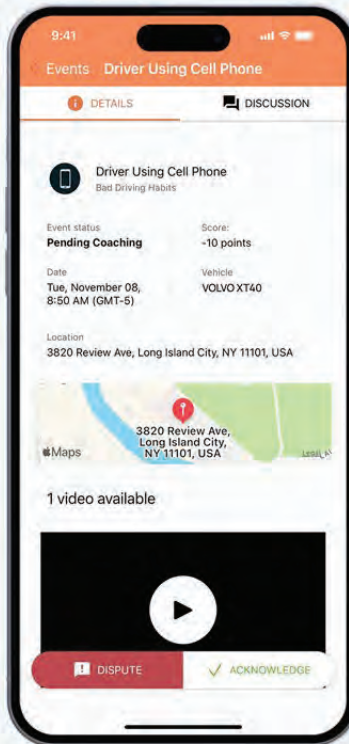 9:41
Events Driver Using Cell Phone
DETAILS
DISCUSSION
Driver Using Cell Phone
Bad Driving Habits
Event status
Score:
Pending Coaching
-10 points
Date
Vehicle
Tue, November 08,
VOLVO XT40
8:50 AM (GMT-5)
Location
3820 Review Ave, Long Island City, NY 11101, USA
3820 Review Ave,
Long Island City,
NY 11101, USA
Maps
1 video available
DISPUTE
ACKNOWLEDGE